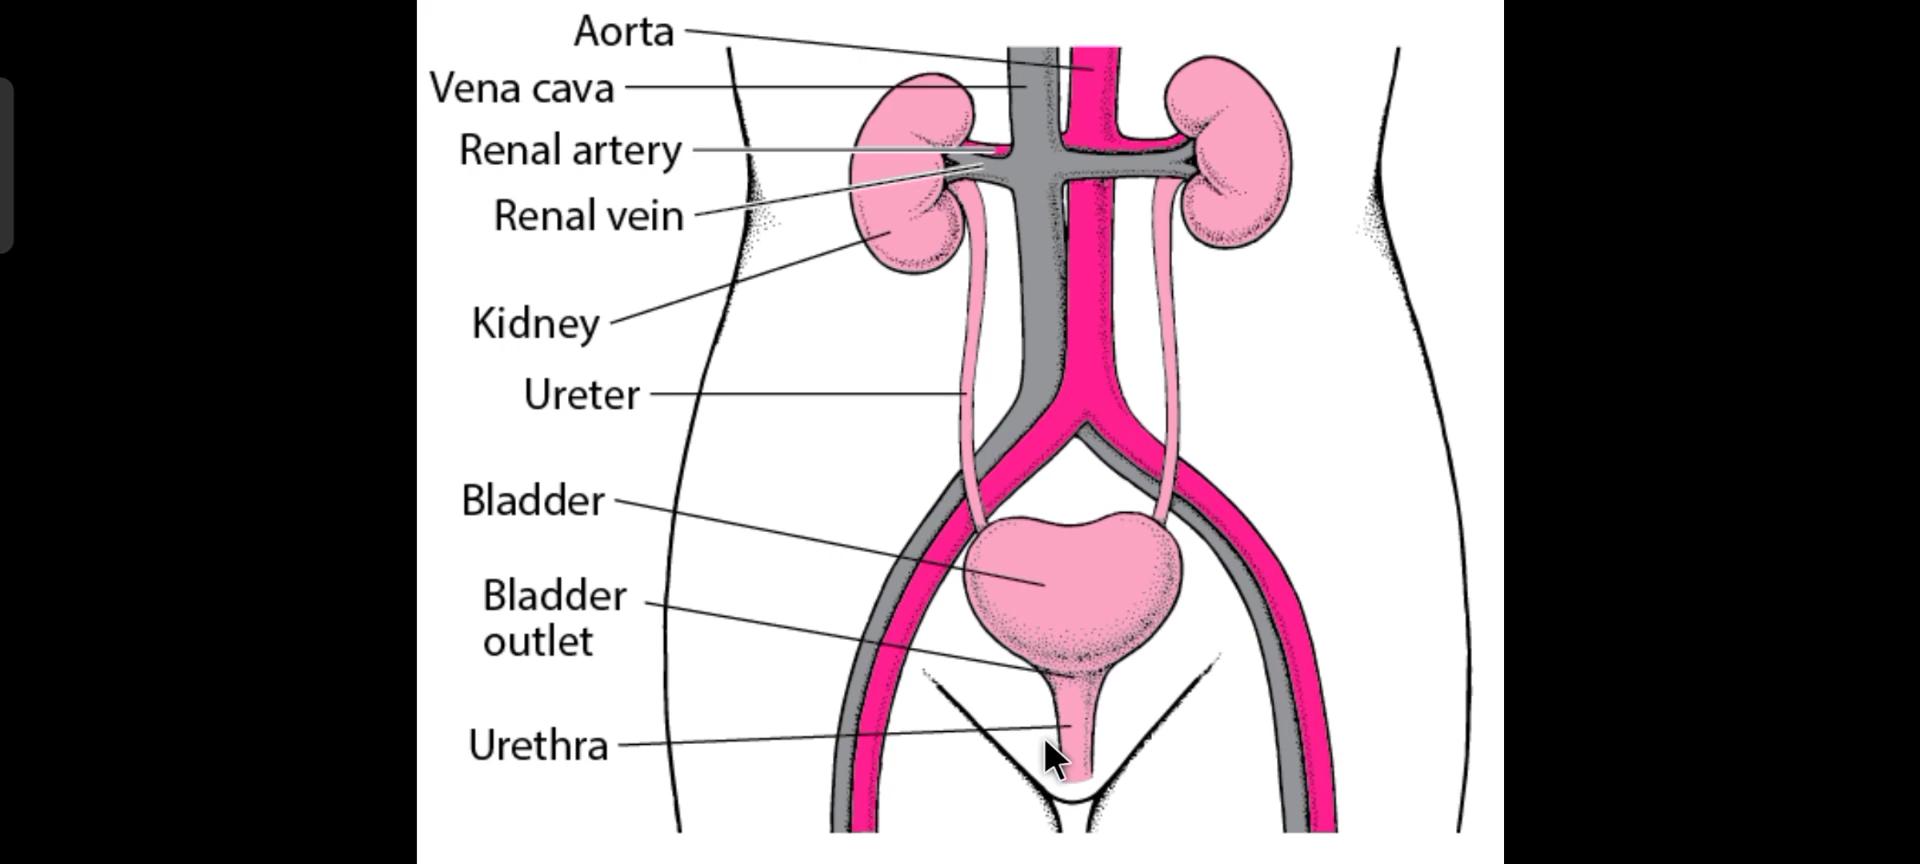 Aorta
Vena cava
Renal artery
Renal vein
Kidney
Ureter
Bladder
Bladder
outlet
Urethra